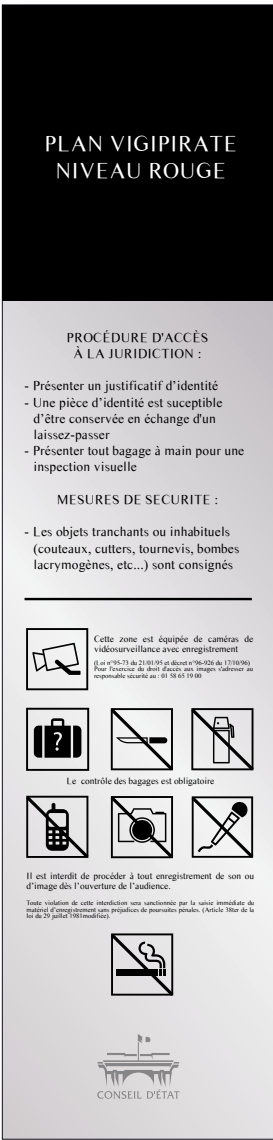 PLAN VIGIPIRATE
NIVEAU ROUGE
PROCÉDURE D'ACCÈS
À LA JURIDICTION :
- Présenter un justificatif d'identité
- Une pièce d'identité est suceptible
d'être conservée en échange d'un
laissez-passer
- Présenter tout bagage à main pour une
inspection visuelle
MESURES DE SECURITE :
- Les objets tranchants ou inhabituels
(couteaux, cutters, tournevis, bombes
lacrymogènes, etc...) sont consignés
Cette zone est équipée de caméras de
vidéosurveillance avec enregistrement
(Loi n°95-73 du 21/01/95 et décret n°96-926 du 17/10/96)
Pour l'exercice du droit d'accès aux images s'adresser au
responsable sécurité au : 01 58 65 19 00
?
Le contrôle des bagages est obligatoire
Il est interdit de procéder à tout enregistrement de son ou
d'image dès l'ouverture de l'audience.
Toute violation de cette interdiction sera sanctionnée par la saisie immédiate du
matériel d'enregistrement sans préjudices de poursuites pénales. (Article 38ter de la
loi du 29 juillet 1981modifiée).
CONSEIL D'ÉTAT